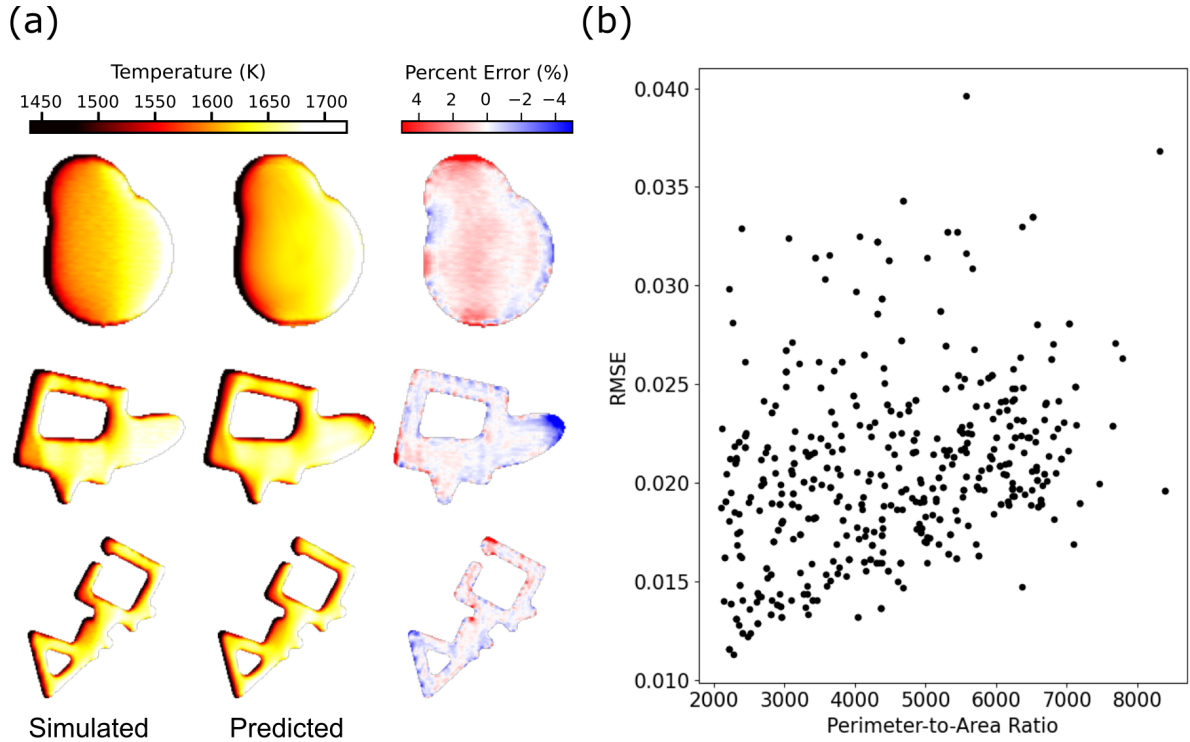 (a)
Temperature (K)
1450 1500 1550 1600 1650 1700
Percent Error (%)
4 2 0 −2 −4
Simulated
Predicted
(b)
0.040
0.035
0.030
0.025
0.020
0.015
0.010
RMSE
2000 3000 4000 5000 6000 7000 8000
Perimeter-to-Area Ratio